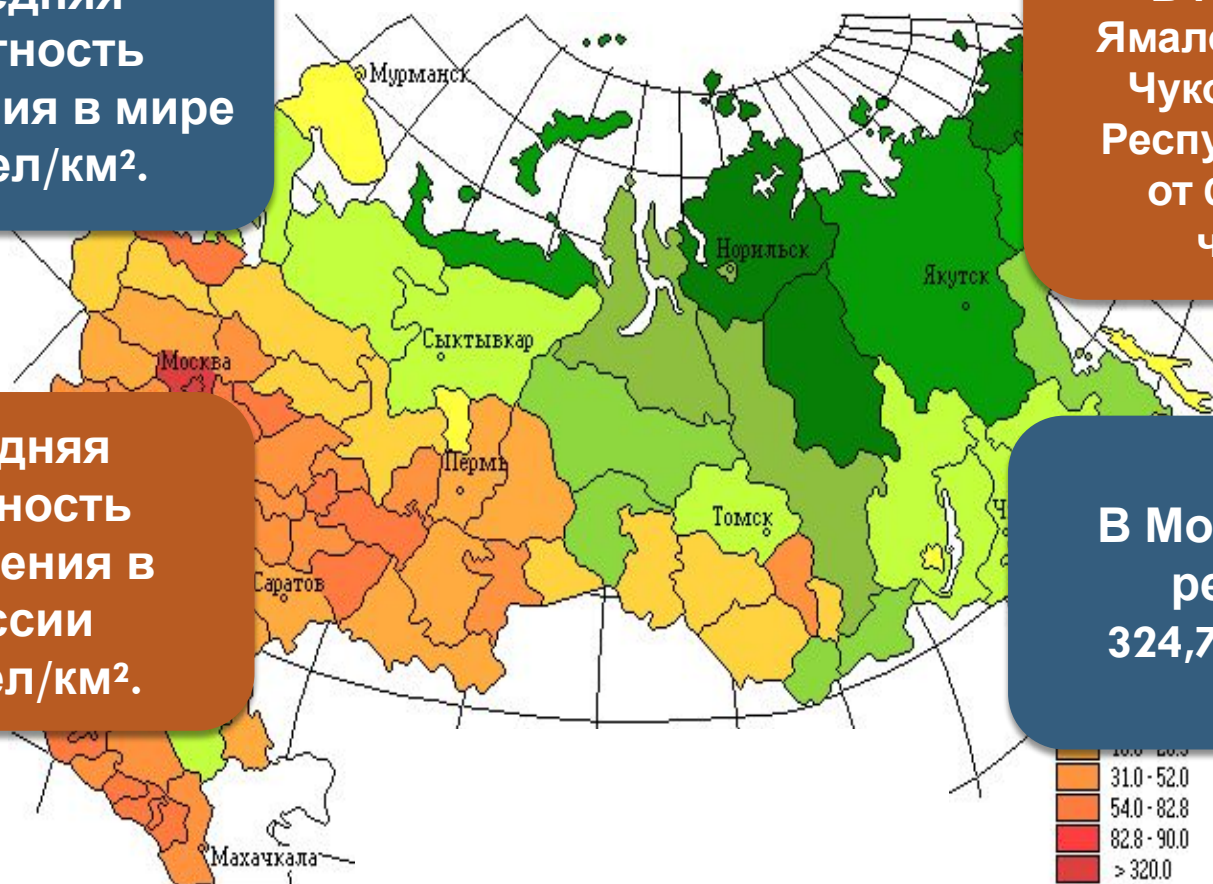 тность
ния в мире
ел/км².
Ямало
Чуко
Респу
от
ч
Мурманск
Норильск
Якутск
Сыктывкар
Москва
дняя
ность
ения в
ссии
ел/км².
Пермь
Томск
Ч
Саратов
В Мо
ре
324,7
31.0 - 52.0
54.0 - 82.8
82.8 - 90.0
> 320.0
Махачкала